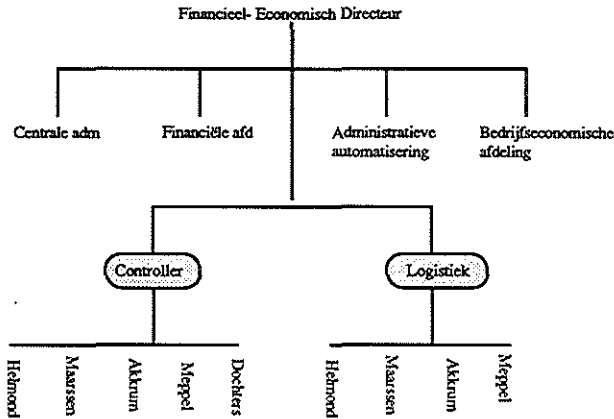 Financieel- Economisch Directeur
Centrale adm
Financiële afd
Administratieve
automatisering
Bedrijfseconomische
afdeling
Controller
Logistiek
Helmond
Maarssen
Akkrum
Meppel
Dochters
Helmond
Maarssen
Akkrum
Meppel